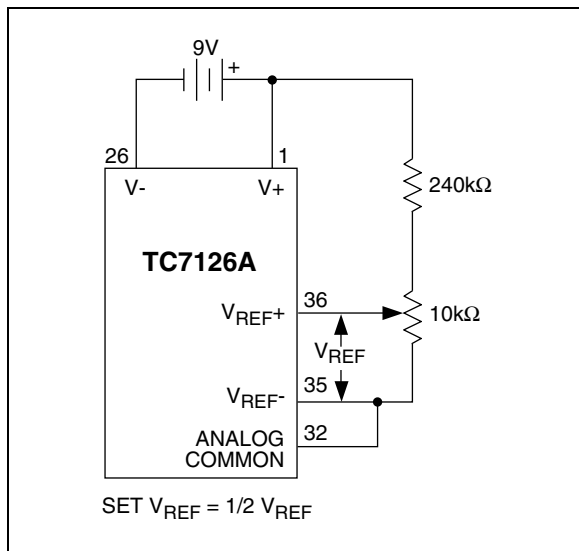 9V
+
26
1
V-
V+
240kΩ
TC7126A
36
VREF+
10kΩ
VREF
35
VREF-
32
ANALOG
COMMON
SET VREF = 1/2 VREF